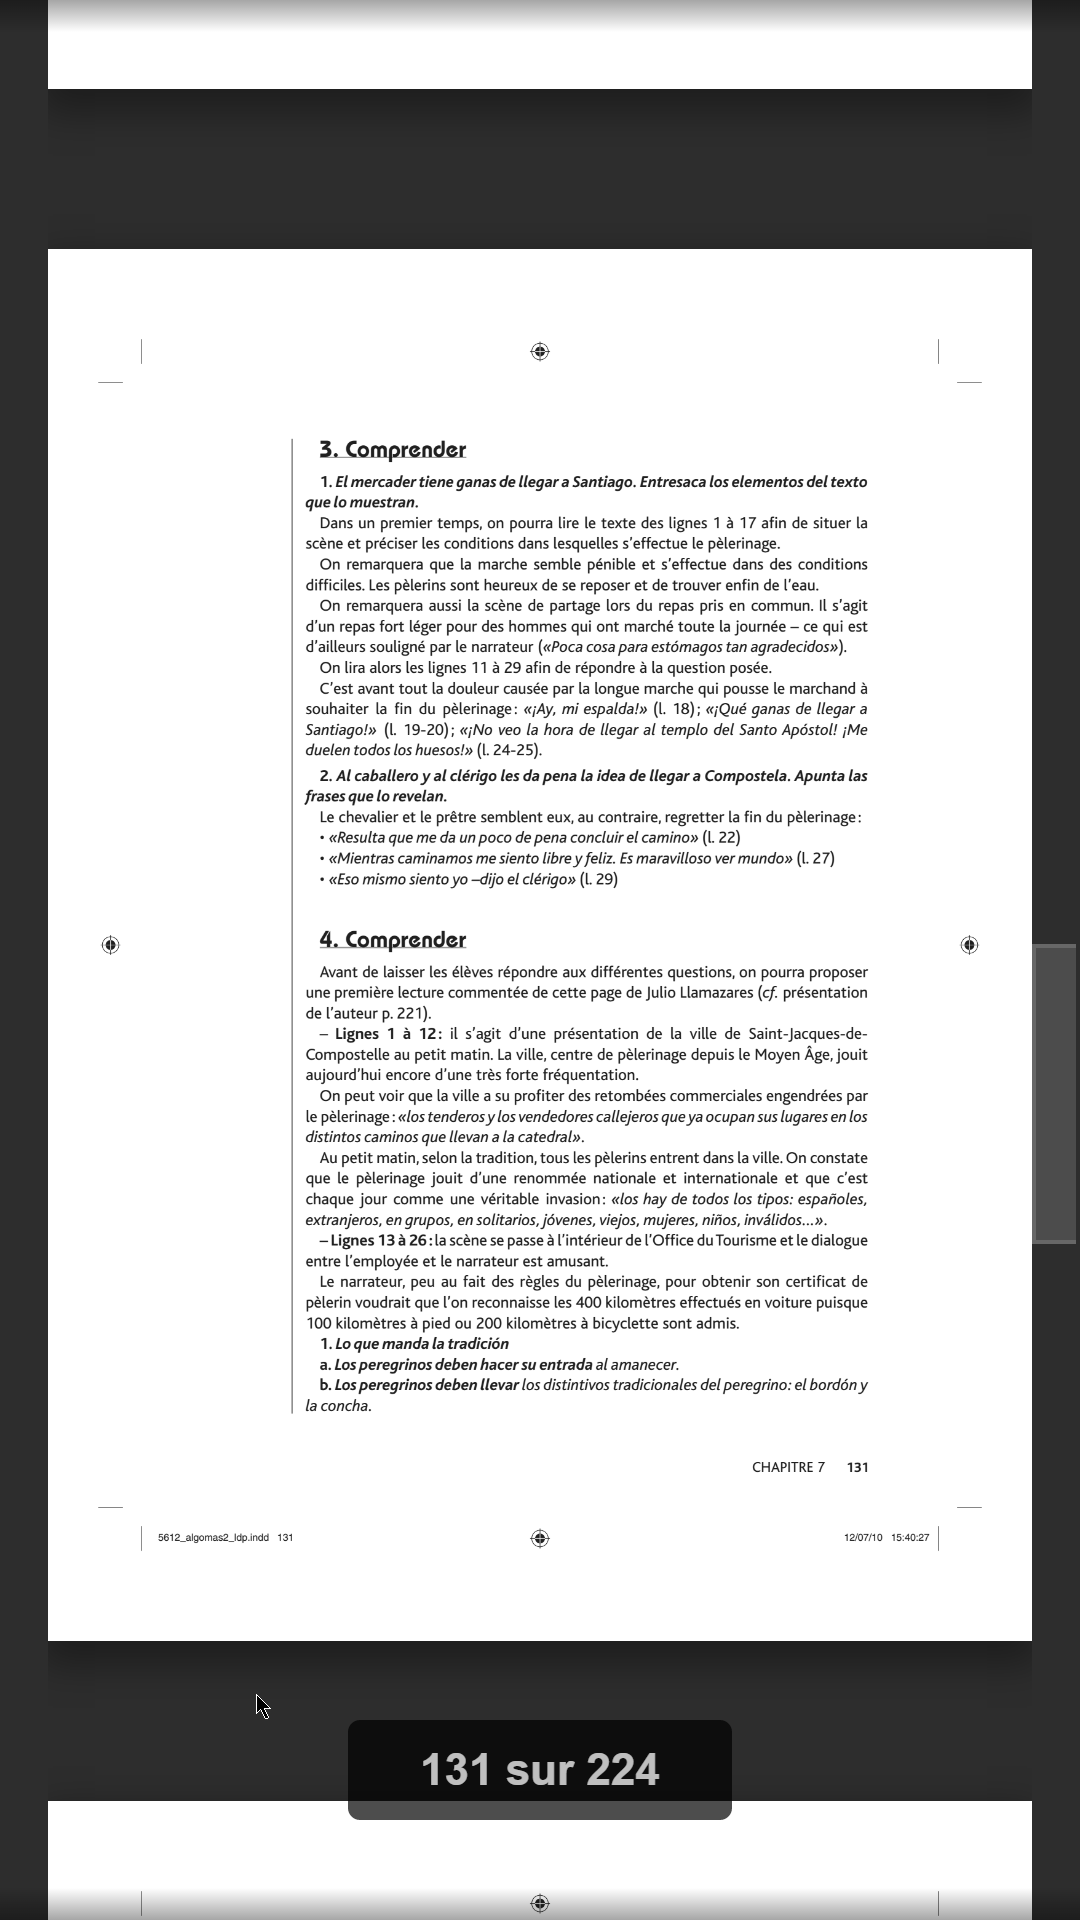 3. Comprender
1. El mercader tiene ganas de llegar a Santiago. Entresaca los elementos del texto
que lo muestran.
Dans un premier temps, on pourra lire le texte des lignes 1 à 17 afin de situer la
scène et préciser les conditions dans lesquelles s’effectue le pèlerinage.
On remarquera que la marche semble pénible et s’effectue dans des conditions
difficiles. Les pèlerins sont heureux de se reposer et de trouver enfin de l’eau.
On remarquera aussi la scène de partage lors du repas pris en commun. Il s’agit
d’un repas fort léger pour des hommes qui ont marché toute la journée – ce qui est
d’ailleurs souligné par le narrateur («Poca cosa para estómagos tan agradecidos»).
On lira alors les lignes 11 à 29 afin de répondre à la question posée.
C’est avant tout la douleur causée par la longue marche qui pousse le marchand à
souhaiter la fin du pèlerinage : «¡Ay, mi espalda!» (l. 18) ; «¡Qué ganas de llegar a
Santiago!» (l. 19-20) ; «¡No veo la hora de llegar al templo del Santo Apóstol! ¡Me
duelen todos los huesos!» (l. 24-25).
2. Al caballero y al clérigo les da pena la idea de llegar a Compostela. Apunta las
frases que lo revelan.
Le chevalier et le prêtre semblent eux, au contraire, regretter la fin du pèlerinage :
• «Resulta que me da un poco de pena concluir el camino» (l. 22)
• «Mientras caminamos me siento libre y feliz. Es maravilloso ver mundo» (l. 27)
• «Eso mismo siento yo –dijo el clérigo» (l. 29)
4. Comprender
Avant de laisser les élèves répondre aux différentes questions, on pourra proposer
une première lecture commentée de cette page de Julio Llamazares (cf. présentation
de l’auteur p. 221).
– Lignes 1 à 12 : il s’agit d’une présentation de la ville de Saint-Jacques-de-
Compostelle au petit matin. La ville, centre de pèlerinage depuis le Moyen Âge, jouit
aujourd’hui encore d’une très forte fréquentation.
On peut voir que la ville a su profiter des retombées commerciales engendrées par
le pèlerinage : «los tenderos y los vendedores callejeros que ya ocupan sus lugares en los
distintos caminos que llevan a la catedral».
Au petit matin, selon la tradition, tous les pèlerins entrent dans la ville. On constate
que le pèlerinage jouit d’une renommée nationale et internationale et que c’est
chaque jour comme une véritable invasion : «los hay de todos los tipos: españoles,
extranjeros, en grupos, en solitarios, jóvenes, viejos, mujeres, niños, inválidos...».
– Lignes 13 à 26 : la scène se passe à l’intérieur de l’Office du Tourisme et le dialogue
entre l’employée et le narrateur est amusant.
Le narrateur, peu au fait des règles du pèlerinage, pour obtenir son certificat de
pèlerin voudrait que l’on reconnaisse les 400 kilomètres effectués en voiture puisque
100 kilomètres à pied ou 200 kilomètres à bicyclette sont admis.
1. Lo que manda la tradición
a. Los peregrinos deben hacer su entrada al amanecer.
b. Los peregrinos deben llevar los distintivos tradicionales del peregrino: el bordón y
la concha.
CHAPITRE 7 131
5612_algomas2_ldp.indd 131 12/07/10 15:40:27
131 sur 224